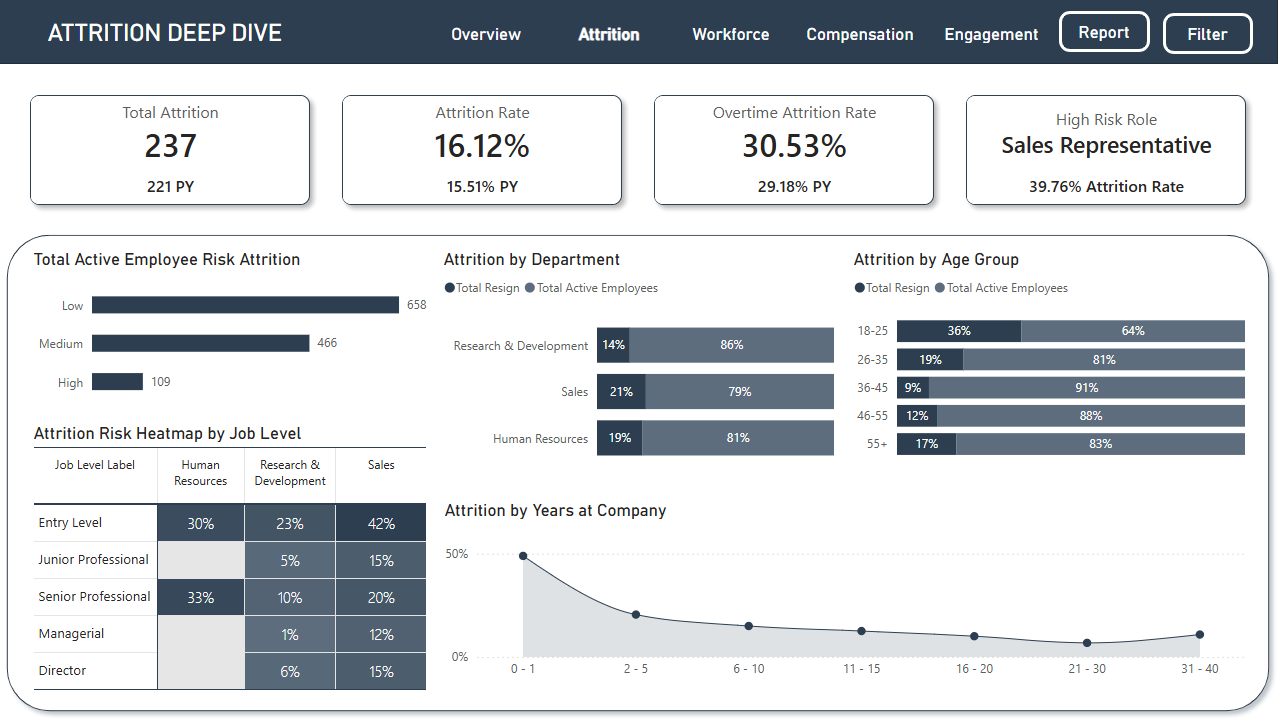 ATTRITION DEEP DIVE
Overview
Attrition
Workforce
Compensation
Engagement
Report
Filter
Total Attrition
237
221 PY
Attrition Rate
16.12%
15.51% PY
Overtime Attrition Rate
30.53%
29.18% PY
High Risk Role
Sales Representative
39.76% Attrition Rate
Total Active Employee Risk Attrition
Low 658
Medium 466
High 109
Attrition Risk Heatmap by Job Level
Job Level Label
Human
Resources
Research &
Development
Sales
Entry Level 30% 23% 42%
Junior Professional 5% 15%
Senior Professional 33% 10% 20%
Managerial 1% 12%
Director 6% 15%
Attrition by Department
Total Resign Total Active Employees
Research & Development 14% 86%
Sales 21% 79%
Human Resources 19% 81%
Attrition by Age Group
Total Resign Total Active Employees
18-25 36% 64%
26-35 19% 81%
36-45 9% 91%
46-55 12% 88%
55+ 17% 83%
Attrition by Years at Company
50%
0%
0 - 1 2 - 5 6 - 10 11 - 15 16 - 20 21 - 30 31 - 40